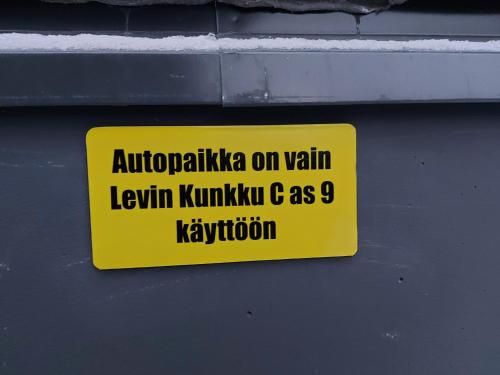 Autopaikka on vain
Levin Kunkku C as 9
käyttöön